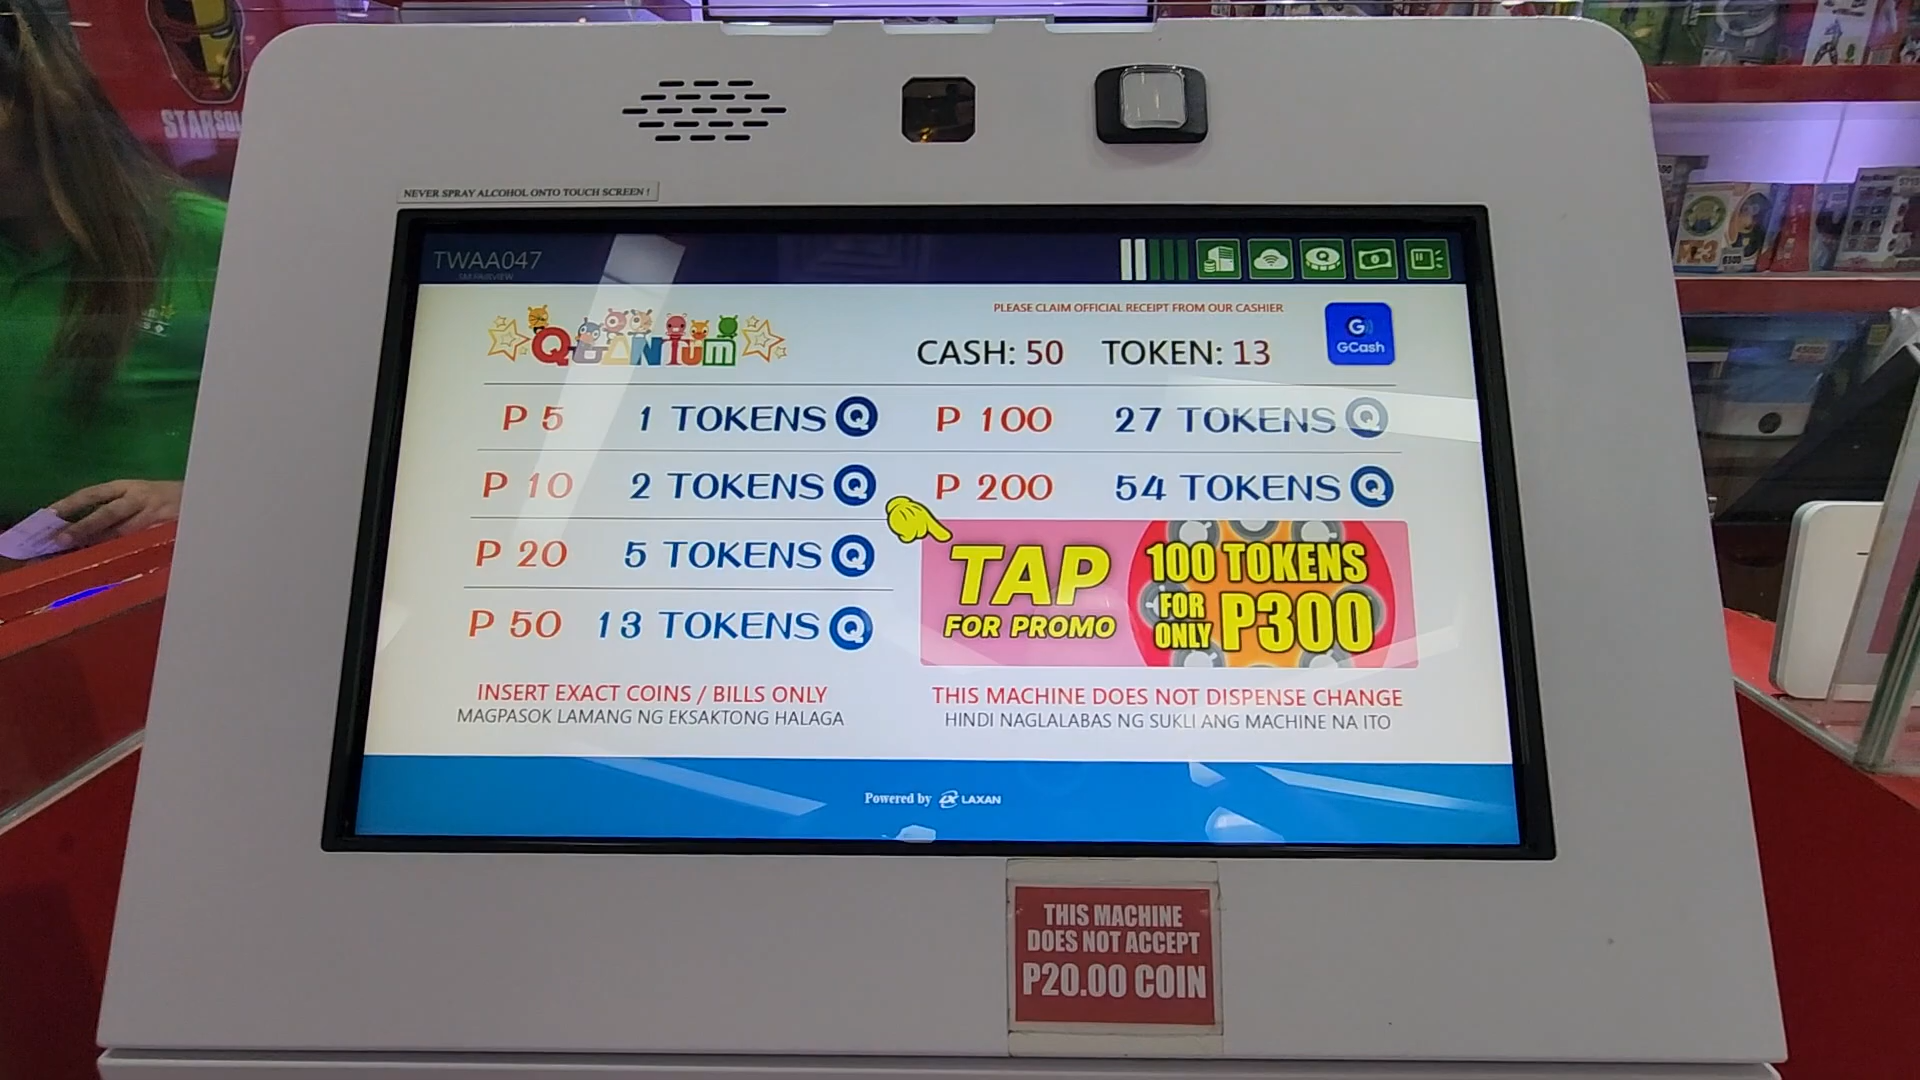 STARSOUL
NEVER SPRAY ALCOHOL ONTO TOUCH SCREEN !
TWAA047
SM FAIRVIEW
QUANTUM
PLEASE CLAIM OFFICIAL RECEIPT FROM OUR CASHIER
CASH: 50 TOKEN: 13
G
GCash
P 5 1 TOKENS Q
P 10 2 TOKENS Q
P 20 5 TOKENS Q
P 50 13 TOKENS Q
P 100 27 TOKENS Q
P 200 54 TOKENS Q
TAP
FOR PROMO
100 TOKENS
FOR ONLY P300
INSERT EXACT COINS / BILLS ONLY
MAGPASOK LAMANG NG EKSAKTONG HALAGA
THIS MACHINE DOES NOT DISPENSE CHANGE
HINDI NAGLALABAS NG SUKLI ANG MACHINE NA ITO
Powered by LAXAN
THIS MACHINE
DOES NOT ACCEPT
P20.00 COIN